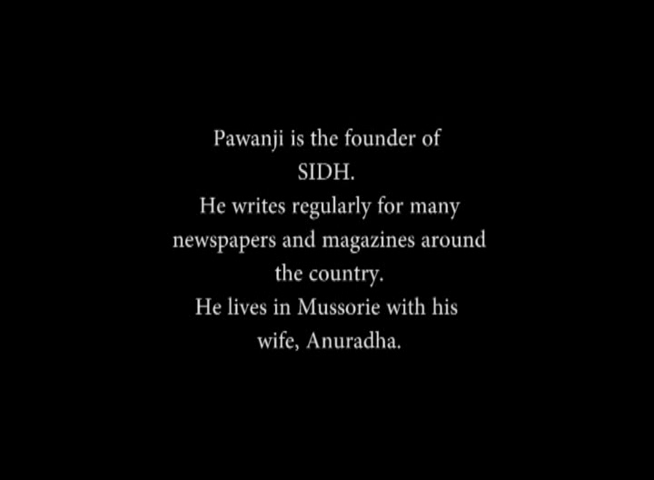 Pawanji is the founder of
SIDH.
He writes regularly for many
newspapers and magazines around
the country.
He lives in Mussorie with his
wife, Anuradha.